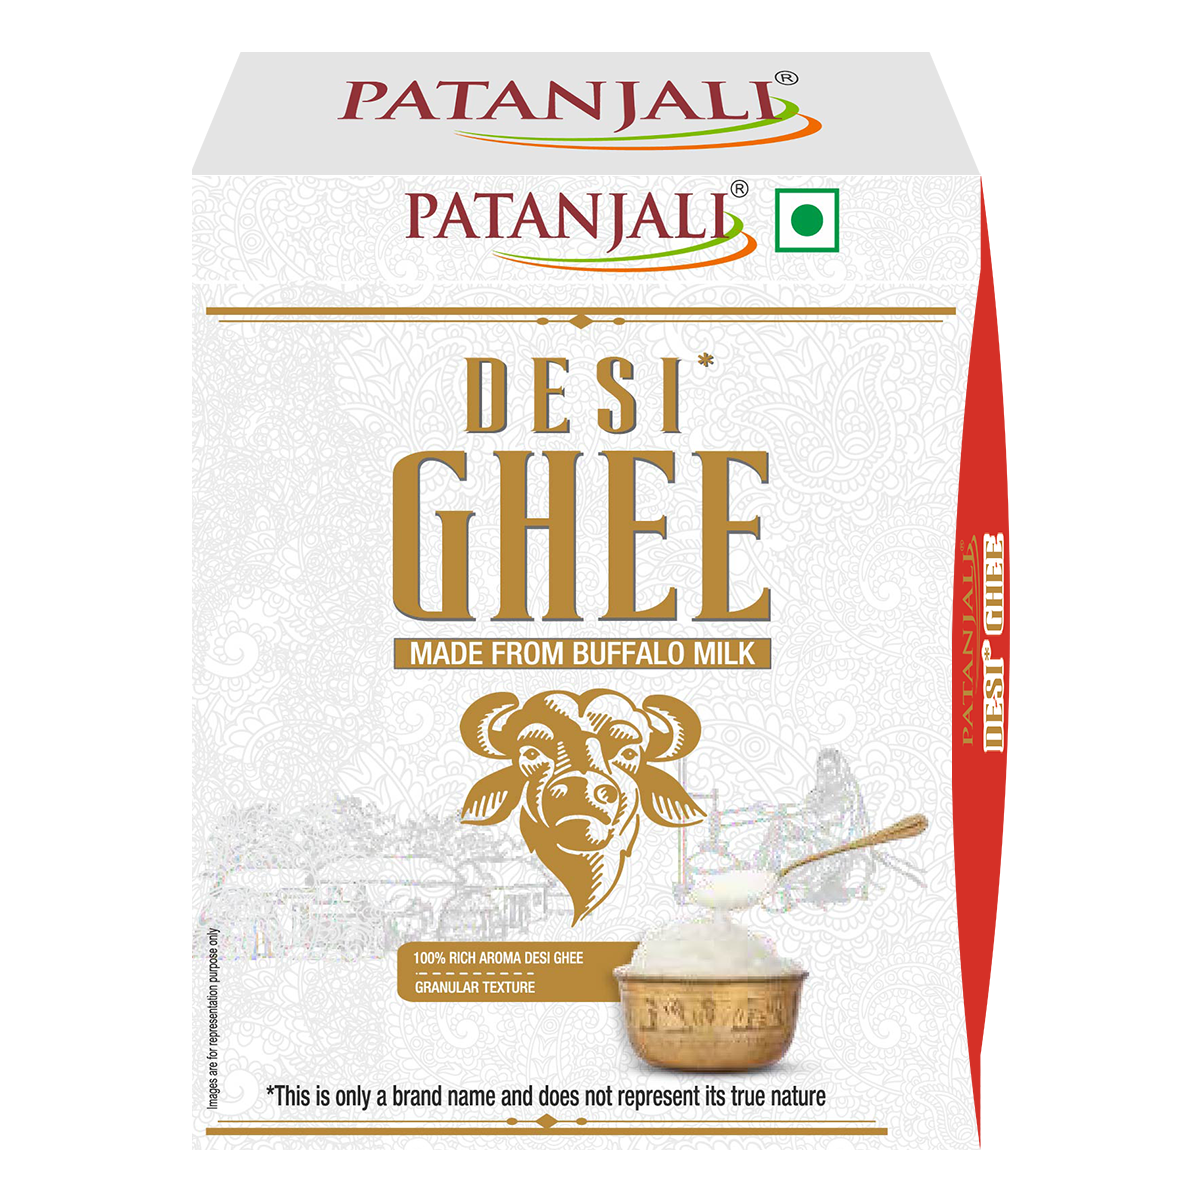 PATANJALI®
PATANJALI®
DESI*
GHEE
MADE FROM BUFFALO MILK
100% RICH AROMA DESI GHEE
GRANULAR TEXTURE
*This is only a brand name and does not represent its true nature
Images are for representation purpose only
PATANJALI®
DESI* GHEE